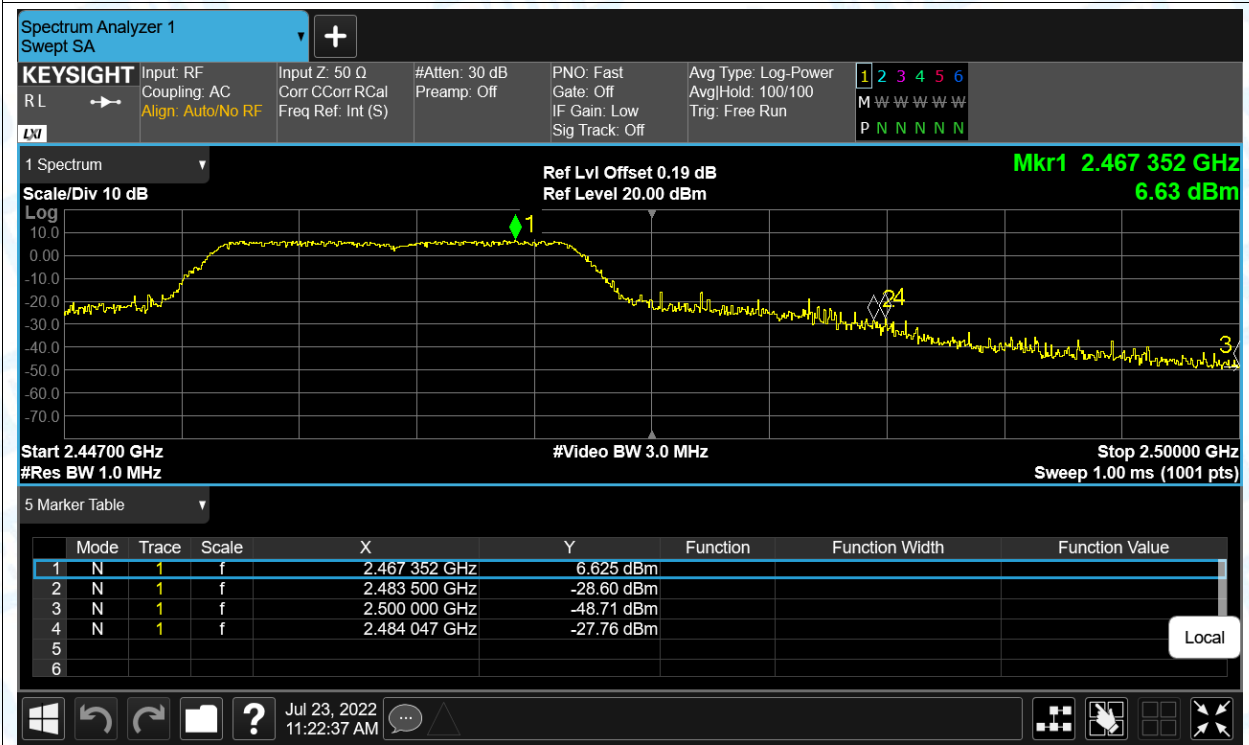 Spectrum Analyzer 1
Swept SA
+
KEYSIGHT
RL
LXI
Input: RF
Coupling: AC
Align: Auto/No RF
Input Z: 50 Ω
Corr CCorr RCal
Freq Ref: Int (S)
#Atten: 30 dB
Preamp: Off
PNO: Fast
Gate: Off
IF Gain: Low
Sig Track: Off
Avg Type: Log-Power
Avg|Hold: 100/100
Trig: Free Run
1 2 3 4 5 6
M W W W W W W
P N N N N N
1 Spectrum
Scale/Div 10 dB
Ref Lvl Offset 0.19 dB
Ref Level 20.00 dBm
Mkr1 2.467 352 GHz
6.63 dBm
Log
10.0
0.00
-10.0
-20.0
-30.0
-40.0
-50.0
-60.0
-70.0
1
2 4
3
Start 2.44700 GHz
#Video BW 3.0 MHz
Stop 2.50000 GHz
#Res BW 1.0 MHz
Sweep 1.00 ms (1001 pts)
5 Marker Table
Mode Trace Scale X Y Function Function Width Function Value
1 N 1 f 2.467 352 GHz 6.625 dBm
2 N 1 f 2.483 500 GHz -28.60 dBm
3 N 1 f 2.500 000 GHz -48.71 dBm
4 N 1 f 2.484 047 GHz -27.76 dBm
5
6
Local
?
Jul 23, 2022
11:22:37 AM